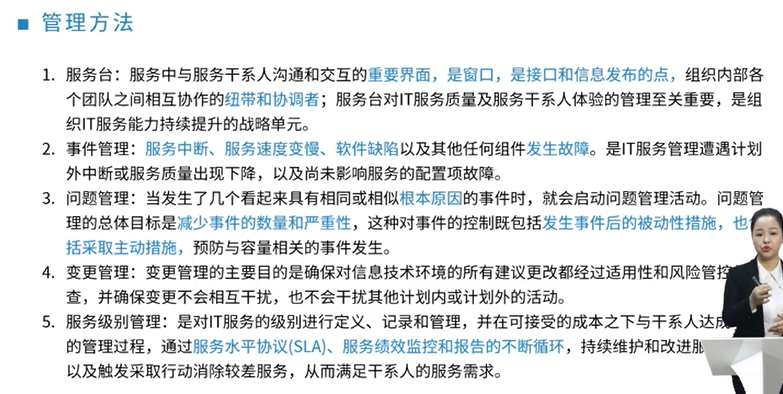 管理方法
1. 服务台：服务中与服务干系人沟通和交互的重要界面，是窗口，是接口和信息发布的点，组织内部各
个团队之间相互协作的纽带和协调者；服务台对IT服务质量及服务干系人体验的管理至关重要，是组
织IT服务能力持续提升的战略单元。
2. 事件管理：服务中断、服务速度变慢、软件缺陷以及其他任何组件发生故障。是IT服务管理遭遇计划
外中断或服务质量出现下降，以及尚未影响服务的配置项故障。
3. 问题管理：当发生了几个看起来具有相同或相似根本原因的事件时，就会启动问题管理活动。问题管
理的总体目标是减少事件的数量和严重性，这种对事件的控制既包括发生事件后的被动性措施，也
括采取主动措施，预防与容量相关的事件发生。
4. 变更管理：变更管理的主要目的是确保对信息技术环境的所有建议更改都经过适用性和风险管控
查，并确保变更不会相互干扰，也不会干扰其他计划内或计划外的活动。
5. 服务级别管理：是对IT服务的级别进行定义、记录和管理，并在可接受的成本之下与干系人达成
的管理过程，通过服务水平协议(SLA)、服务绩效监控和报告的不断循环，持续维护和改进
以及触发采取行动消除较差服务，从而满足干系人的服务需求。